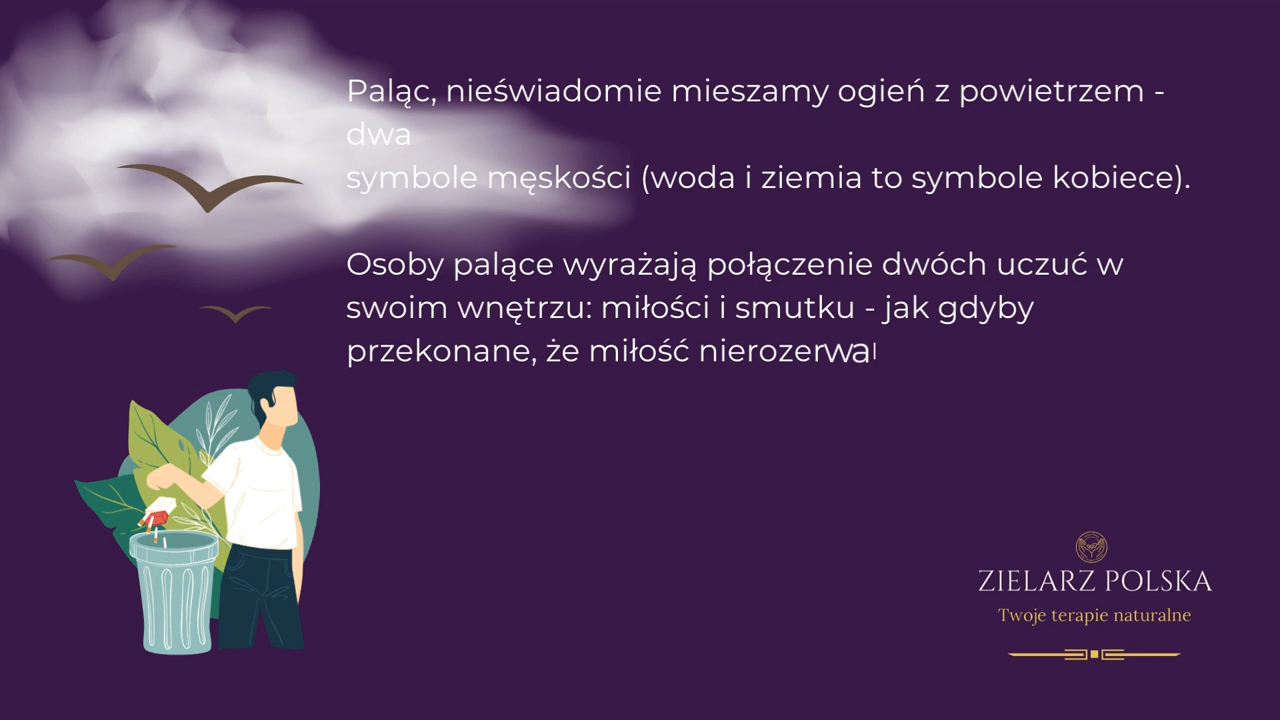 Paląc, nieświadomie mieszamy ogień z powietrzem -
dwa
symbole męskości (woda i ziemia to symbole kobiece).
Osoby palące wyrażają połączenie dwóch uczuć w
swoim wnętrzu: miłości i smutku - jak gdyby
przekonane, że miłość
ZIELARZ POLSKA
Twoje terapie naturalne